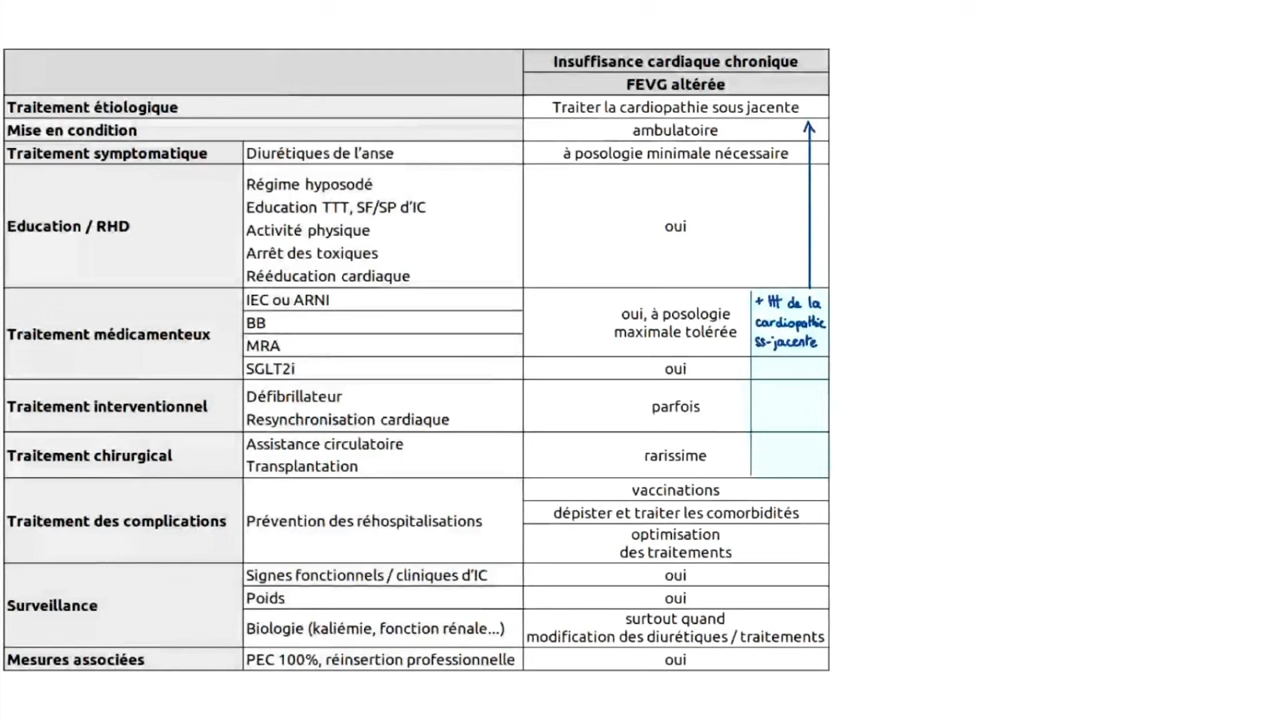 Insuffisance cardiaque chronique
FEVG altérée
Traitement étiologique
Traiter la cardiopathie sous jacente
Mise en condition
ambulatoire
Traitement symptomatique
Diurétiques de l'anse
à posologie minimale nécessaire
Education / RHD
Régime hyposodé
Education TTT, SF/SP d'IC
Activité physique
Arrêt des toxiques
Rééducation cardiaque
oui
Traitement médicamenteux
IEC ou ARNI
BB
MRA
oui, à posologie
maximale tolérée
+ ttt de la
cardiopathie
ss-jacente
SGLT2i
oui
Traitement interventionnel
Défibrillateur
Resynchronisation cardiaque
parfois
Traitement chirurgical
Assistance circulatoire
Transplantation
rarissime
Traitement des complications
Prévention des réhospitalisations
vaccinations
dépister et traiter les comorbidités
optimisation
des traitements
Surveillance
Signes fonctionnels / cliniques d'IC
oui
Poids
oui
Biologie (kaliémie, fonction rénale...)
surtout quand
modification des diurétiques / traitements
Mesures associées
PEC 100%, réinsertion professionnelle
oui